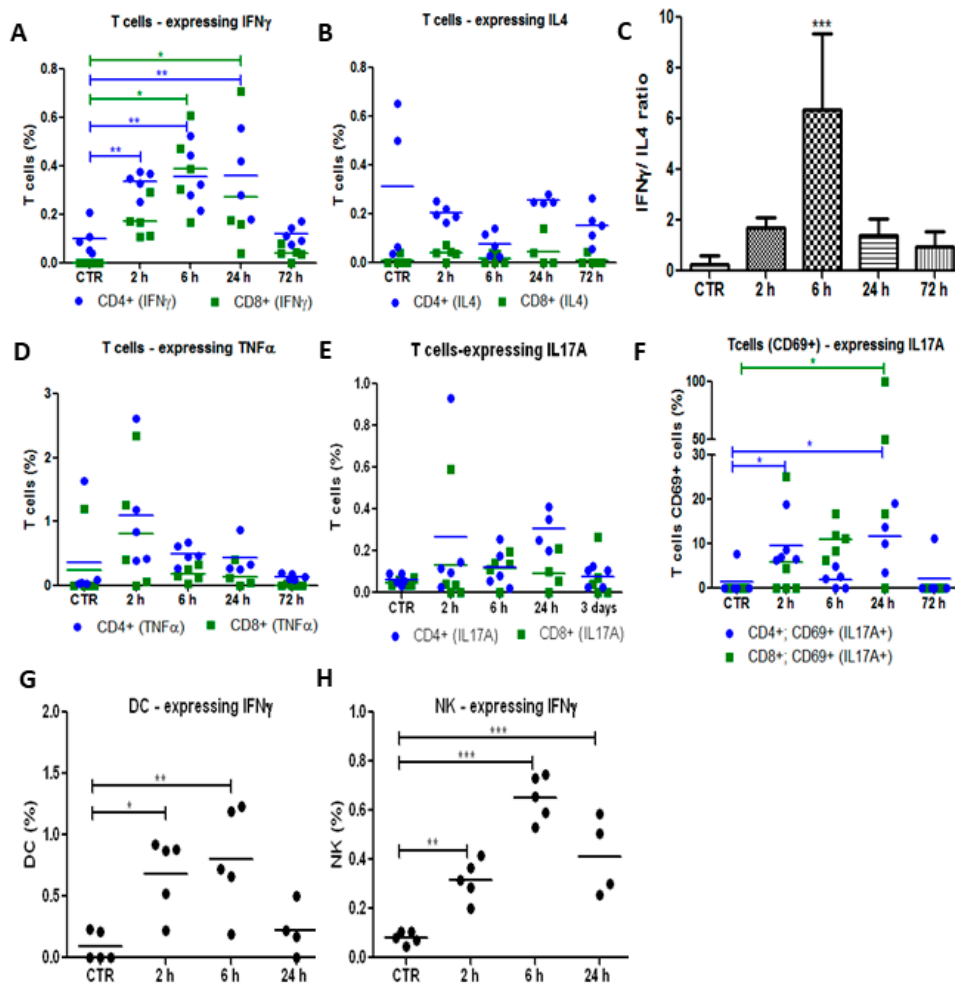 A
T cells - expressing IFNγ
T cells (%)
0.8
0.6
0.4
0.2
0.0
* 
**
*
**
**
CTR 2 h 6 h 24 h 72 h
CD4+ (IFNγ) CD8+ (IFNγ)
B
T cells - expressing IL4
T cells (%)
0.8
0.6
0.4
0.2
0.0
CTR 2 h 6 h 24 h 72 h
CD4+ (IL4) CD8+ (IL4)
C
IFNγ/ IL4 ratio
10
8
6
4
2
0
***
CTR 2 h 6 h 24 h 72 h
D
T cells - expressing TNFα
T cells (%)
3
2
1
0
CTR 2 h 6 h 24 h 72 h
CD4+ (TNFα) CD8+ (TNFα)
E
T cells-expressing IL17A
T cells (%)
1.0
0.8
0.6
0.4
0.2
0.0
CTR 2 h 6 h 24 h 3 days
CD4+ (IL17A) CD8+ (IL17A)
F
Tcells (CD69+) - expressing IL17A
T cells CD69+ cells (%)
100
50
30
20
10
0
*
*
*
CTR 2 h 6 h 24 h 72 h
CD4+; CD69+ (IL17A+)
CD8+; CD69+ (IL17A+)
G
DC - expressing IFNγ
DC (%)
2.0
1.5
1.0
0.5
0.0
**
*
CTR 2 h 6 h 24 h
H
NK - expressing IFNγ
NK (%)
1.0
0.8
0.6
0.4
0.2
0.0
***
***
**
CTR 2 h 6 h 24 h